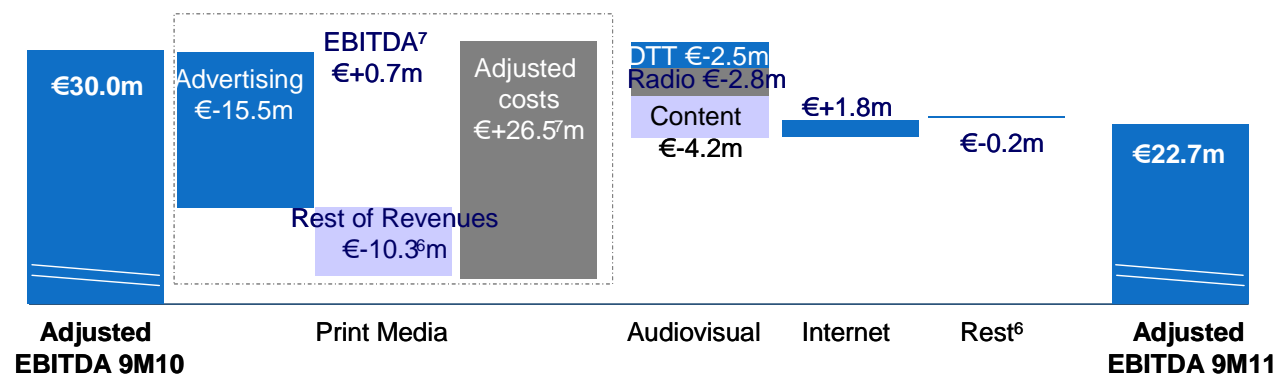 €30.0m
Advertising
€-15.5m
EBITDA⁷
€+0.7m
Rest of Revenues
€-10.3⁶m
Adjusted
costs
€+26.5⁷m
DTT €-2.5m
Radio €-2.8m
Content
€-4.2m
€+1.8m
€-0.2m
€22.7m
Adjusted
EBITDA 9M10
Print Media
Audiovisual
Internet
Rest⁶
Adjusted
EBITDA 9M11